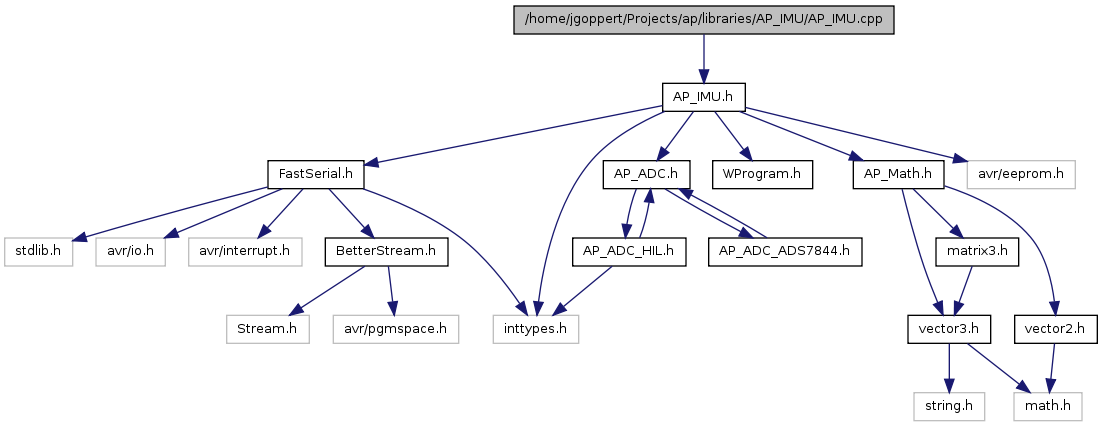 /home/jgoppert/Projects/ap/libraries/AP_IMU/AP_IMU.cpp
AP_IMU.h
FastSerial.h
AP_ADC.h
WProgram.h
AP_Math.h
avr/eeprom.h
stdlib.h
avr/io.h
avr/interrupt.h
BetterStream.h
AP_ADC_HIL.h
AP_ADC_ADS7844.h
matrix3.h
Stream.h
avr/pgmspace.h
inttypes.h
vector3.h
vector2.h
string.h
math.h